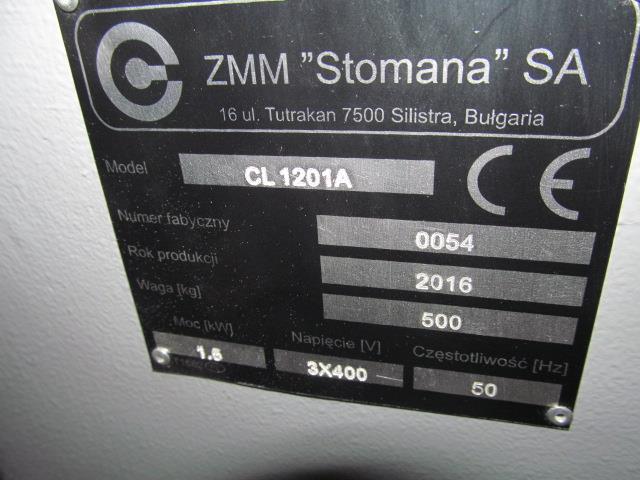 ZMM "Stomana" SA
16 ul. Tutrakan 7500 Silistra, Bułgaria
Model CL 1201A CE
Numer fabyczny 0054
Rok produkcji 2016
Waga [kg] 500
Moc [kW] Napięcie [V] Częstotliwość [Hz]
1.5 3X400 50